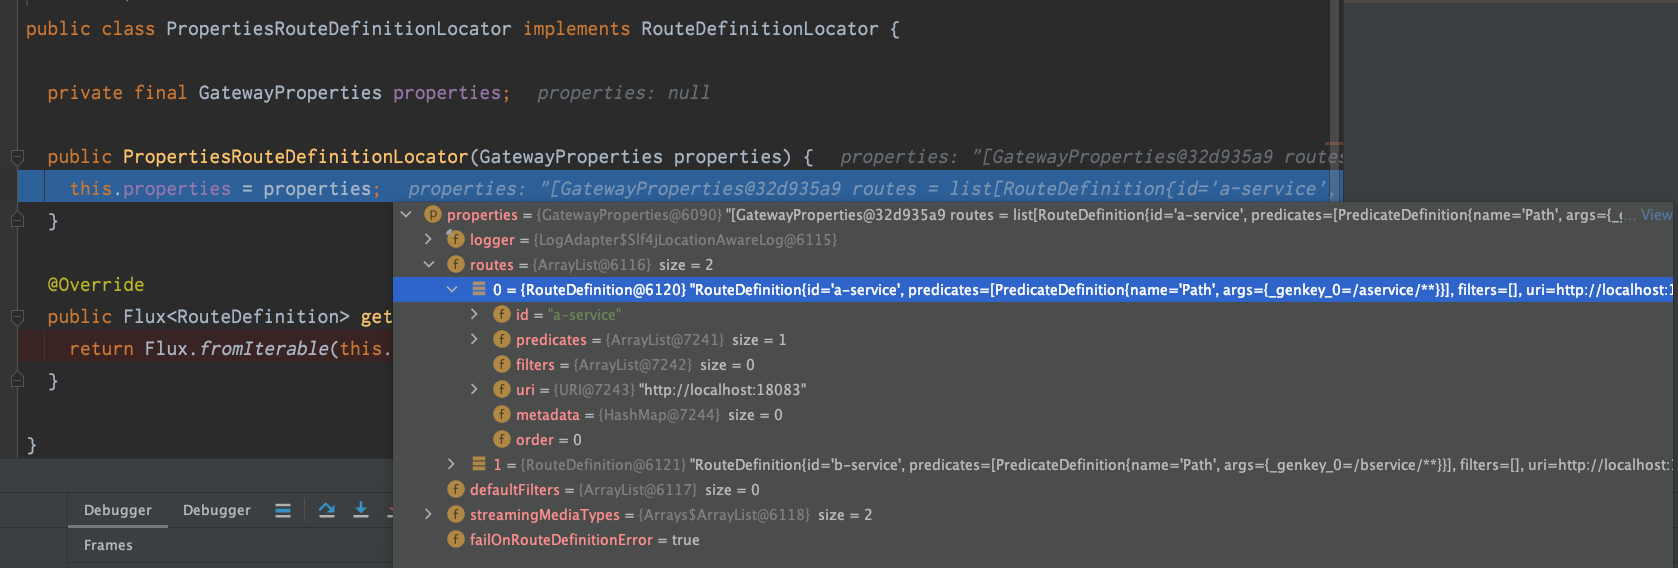 public class PropertiesRouteDefinitionLocator implements RouteDefinitionLocator {
private final GatewayProperties properties; properties: null
public PropertiesRouteDefinitionLocator(GatewayProperties properties) { properties: "[GatewayProperties@32d935a9 routes
this.properties = properties; properties: "[GatewayProperties@32d935a9 routes = list[RouteDefinition{id='a-service',
}
@Override
public Flux<RouteDefinition> get
return Flux.fromIterable(this.
}
}
properties = {GatewayProperties@6090} "[GatewayProperties@32d935a9 routes = list[RouteDefinition{id='a-service', predicates=[PredicateDefinition{name='Path', args={_g... View
logger = {LogAdapter$Slf4jLocationAwareLog@6115}
routes = {ArrayList@6116} size = 2
0 = {RouteDefinition@6120} "RouteDefinition{id='a-service', predicates=[PredicateDefinition{name='Path', args={_genkey_0=/aservice/**}}], filters=[], uri=http://localhost:1
id = "a-service"
predicates = {ArrayList@7241} size = 1
filters = {ArrayList@7242} size = 0
uri = {URI@7243} "http://localhost:18083"
metadata = {HashMap@7244} size = 0
order = 0
1 = {RouteDefinition@6121} "RouteDefinition{id='b-service', predicates=[PredicateDefinition{name='Path', args={_genkey_0=/bservice/**}}], filters=[], uri=http://localhost:
defaultFilters = {ArrayList@6117} size = 0
streamingMediaTypes = {Arrays$ArrayList@6118} size = 2
failOnRouteDefinitionError = true
Debugger Debugger
Frames